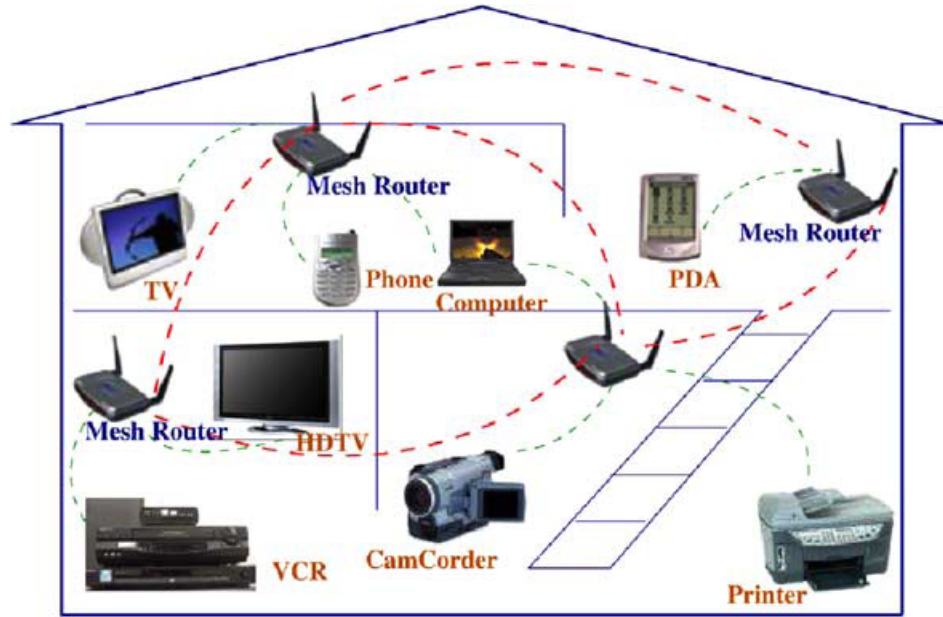 Mesh Router
Mesh Router
TV
Phone
Computer
PDA
Mesh Router
HDTV
VCR
CamCorder
Printer